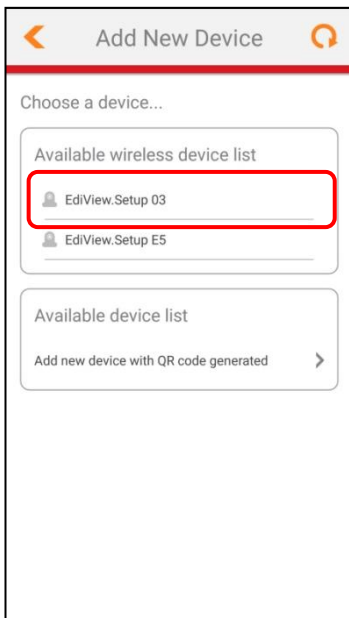 Add New Device
Choose a device...
Available wireless device list
EdiView.Setup 03
EdiView.Setup E5
Available device list
Add new device with QR code generated